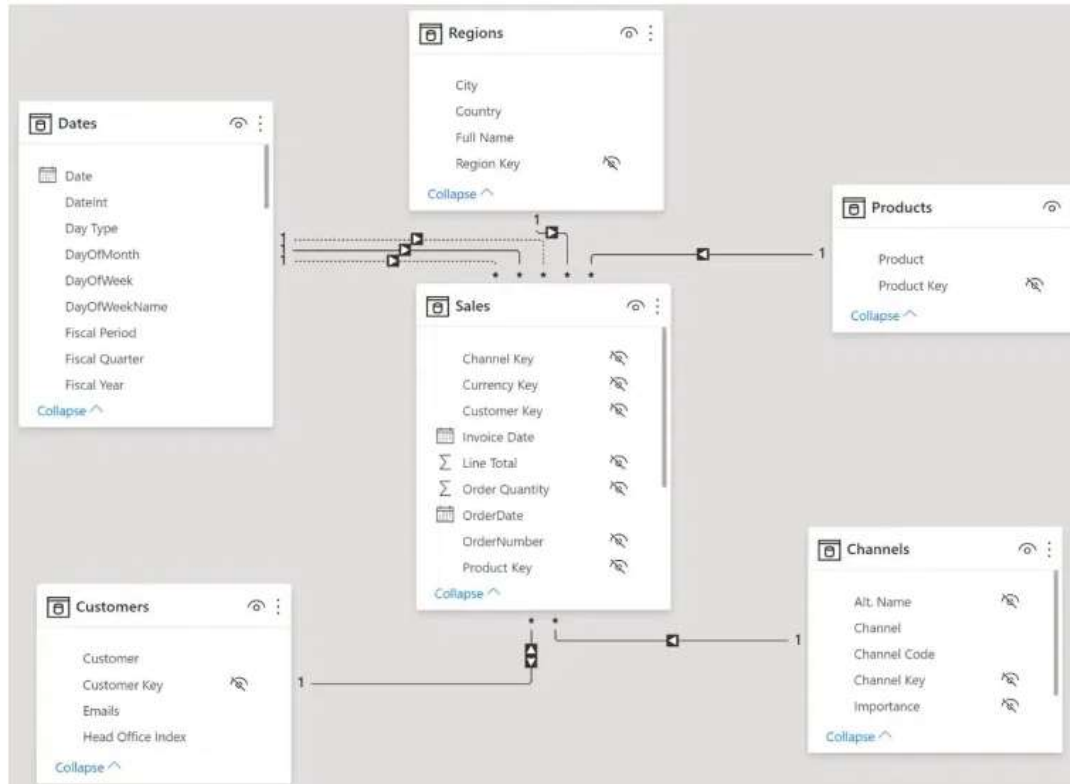 Regions
City
Country
Full Name
Region Key
Collapse
Dates
Date
DateInt
Day Type
DayOfMonth
DayOfWeek
DayOfWeekName
Fiscal Period
Fiscal Quarter
Fiscal Year
Collapse
Products
Product
Product Key
Collapse
1
1
1
1
1
* * * * *
Sales
Channel Key
Currency Key
Customer Key
Invoice Date
Line Total
Order Quantity
OrderDate
OrderNumber
Product Key
Collapse
* *
Customers
Customer
Customer Key
Emails
Head Office Index
Collapse
1
1
Channels
Alt. Name
Channel
Channel Code
Channel Key
Importance
Collapse